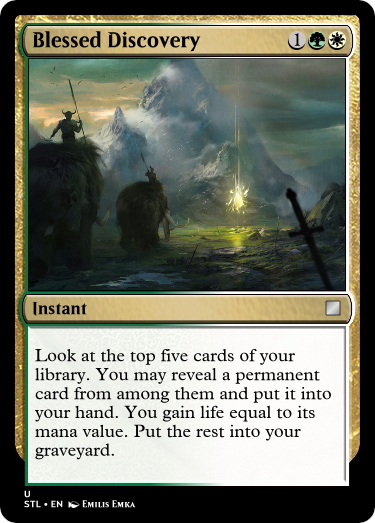 Blessed Discovery 1
Instant
Look at the top five cards of your
library. You may reveal a permanent
card from among them and put it into
your hand. You gain life equal to its
mana value. Put the rest into your
graveyard.
U
STL • EN Emilis Emka